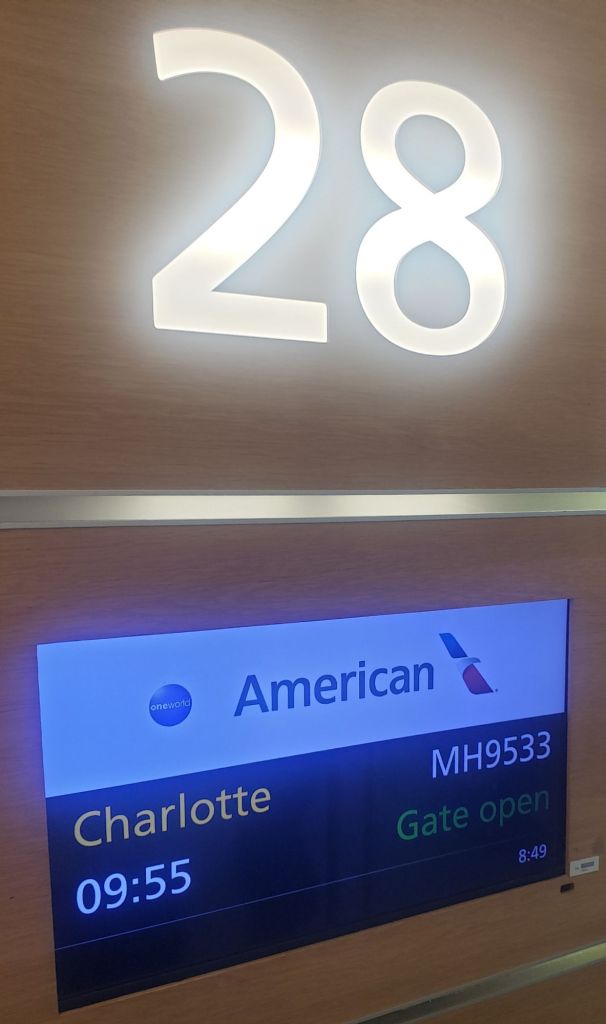 28
oneworld
American
MH9533
Charlotte
Gate open
09:55
8:49